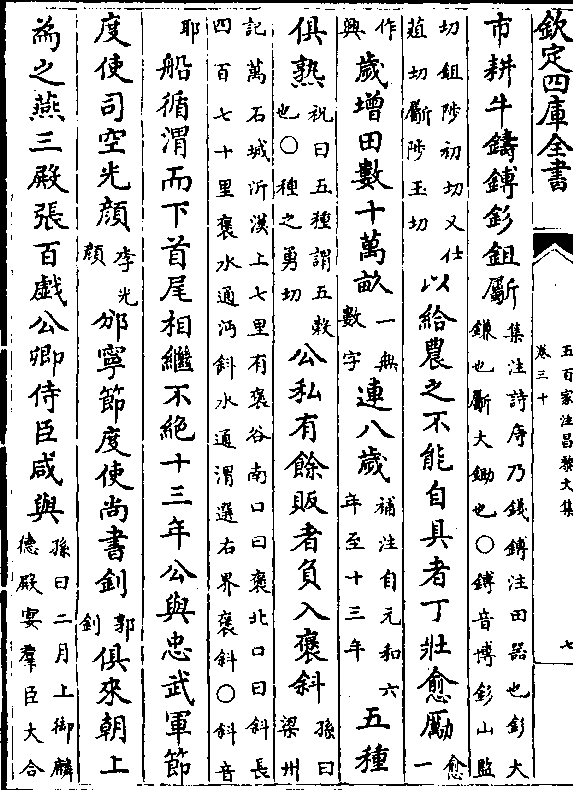 欽定四庫全書
五百家注昌黎文集
卷三十
七
市耕牛鑄鎛釤鉏斸集注詩庤乃錢鎛注田器也釤大
鎌也斸大鋤也○鎛音博釤山監
切鉏陟初切又仕
葅切斸陟玉切以給農之不能自具者丁壯愈勵愈一
作
興歲增田數十萬畝一無
數字連八歲補注自元和六
年至十三年五種
俱熟祝曰五種謂五穀
也○種之勇切公私有餘販者負入褒斜孫曰
梁州
記萬石城泝漢上七里有褒谷南口曰褒北口曰斜長
四百七十里褒水通沔斜水通渭選右界褒斜○斜音
耶船循渭而下首尾相繼不絶十三年公與忠武軍節
度使司空光顔李光
顔邠寧節度使尚書釗郭
釗俱來朝上
為之燕三殿張百戲公卿侍臣咸與孫曰二月上御麟
德殿宴羣臣大合